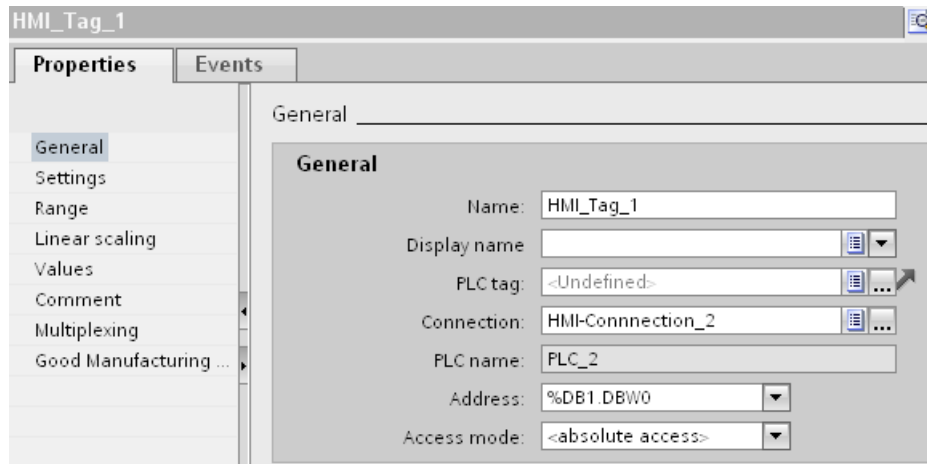 HMI_Tag_1
Properties
Events
General
Settings
Range
Linear scaling
Values
Comment
Multiplexing
Good Manufacturing ...
General
General
Name: HMI_Tag_1
Display name
PLC tag: <Undefined>
Connection: HMI-Connnection_2
PLC name: PLC_2
Address: %DB1.DBW0
Access mode: <absolute access>